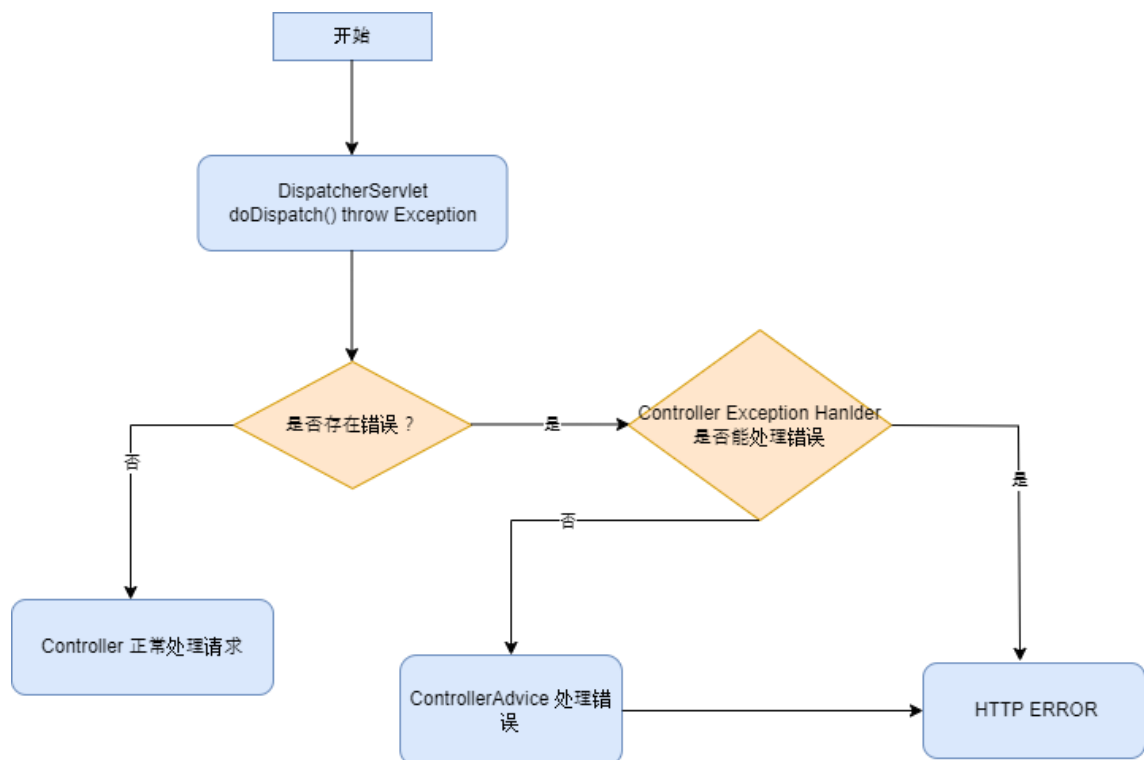 开始
DispatcherServlet
doDispatch() throw Exception
是否存在错误？
是
Controller Exception Hanlder
是否能处理错误
否
是
否
Controller 正常处理请求
ControllerAdvice 处理错
误
HTTP ERROR